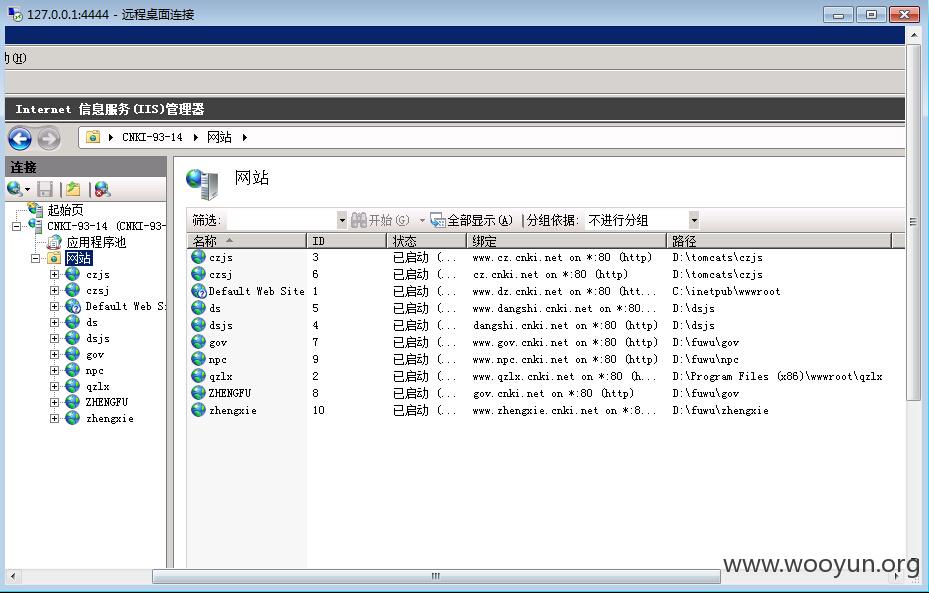 127.0.0.1:4444 - 远程桌面连接
助(H)
Internet 信息服务(IIS)管理器
CNKI-93-14 网站
连接
网站
起始页
CNKI-93-14 (CNKI-93-
应用程序池
网站
czjs
czsj
Default Web Si
ds
dsjs
gov
npc
qzlx
ZHENGFU
zhengxie
筛选: 开始(G) 全部显示(A) 分组依据: 不进行分组
名称 ID 状态 绑定 路径
czjs 3 已启动 (... www.cz.cnki.net on *:80 (http) D:\tomcats\czjs
czsj 6 已启动 (... cz.cnki.net on *:80 (http) D:\tomcats\czjs
Default Web Site 1 已启动 (... www.dz.cnki.net on *:80 (htt... C:\inetpub\wwwroot
ds 5 已启动 (... www.dangshi.cnki.net on *:80... D:\dsjs
dsjs 4 已启动 (... dangshi.cnki.net on *:80 (http) D:\dsjs
gov 7 已启动 (... www.gov.cnki.net on *:80 (http) D:\fuwu\gov
npc 9 已启动 (... www.npc.cnki.net on *:80 (http) D:\fuwu\npc
qzlx 2 已启动 (... www.qzlx.cnki.net on *:80 (h... D:\Program Files (x86)\wwwroot\qzlx
ZHENGFU 8 已启动 (... gov.cnki.net on *:80 (http) D:\fuwu\gov
zhengxie 10 已启动 (... www.zhengxie.cnki.net on *:8... D:\fuwu\zhengxie
www.wooyun.org